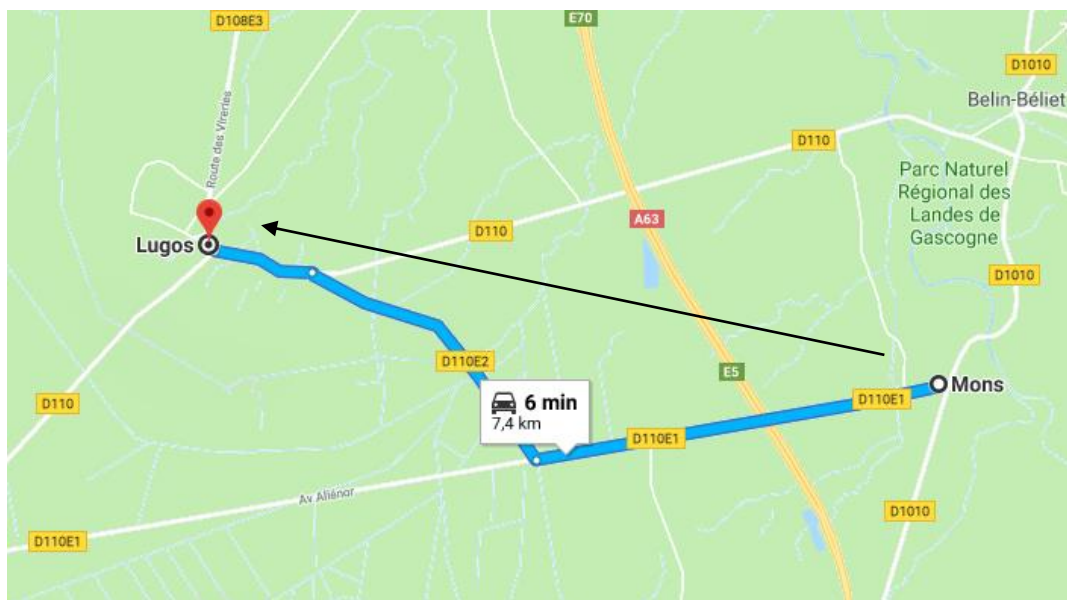 D108E3
E70
D1010
Belin-Béliet
Route des Vireries
D110
Parc Naturel
Régional des
Landes de
Gascogne
A63
D110
Lugos
D1010
D110E2
E5
Mons
D110
6 min
7,4 km
D110E1
D110E1
Av Aliénor
D1010
D110E1